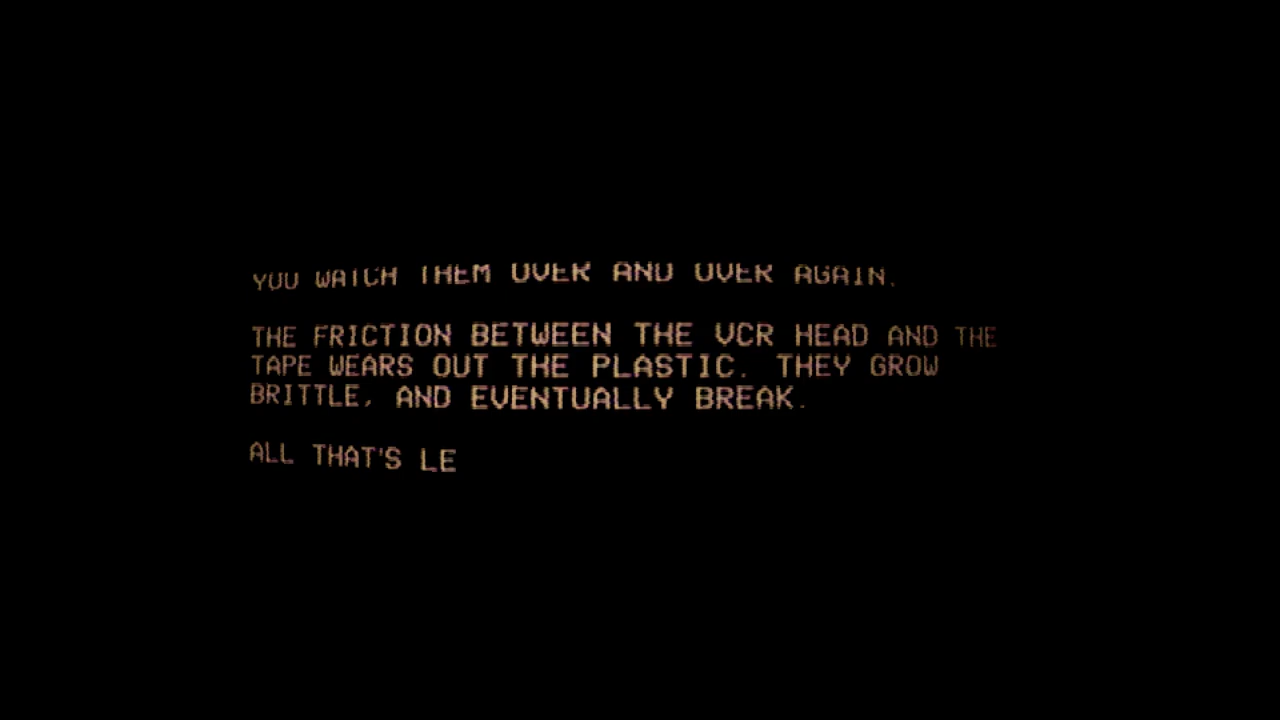 YOU WATCH THEM OVER AND OVER AGAIN.
THE FRICTION BETWEEN THE VCR HEAD AND THE
TAPE WEARS OUT THE PLASTIC. THEY GROW
BRITTLE, AND EVENTUALLY BREAK.
ALL THAT'S LE